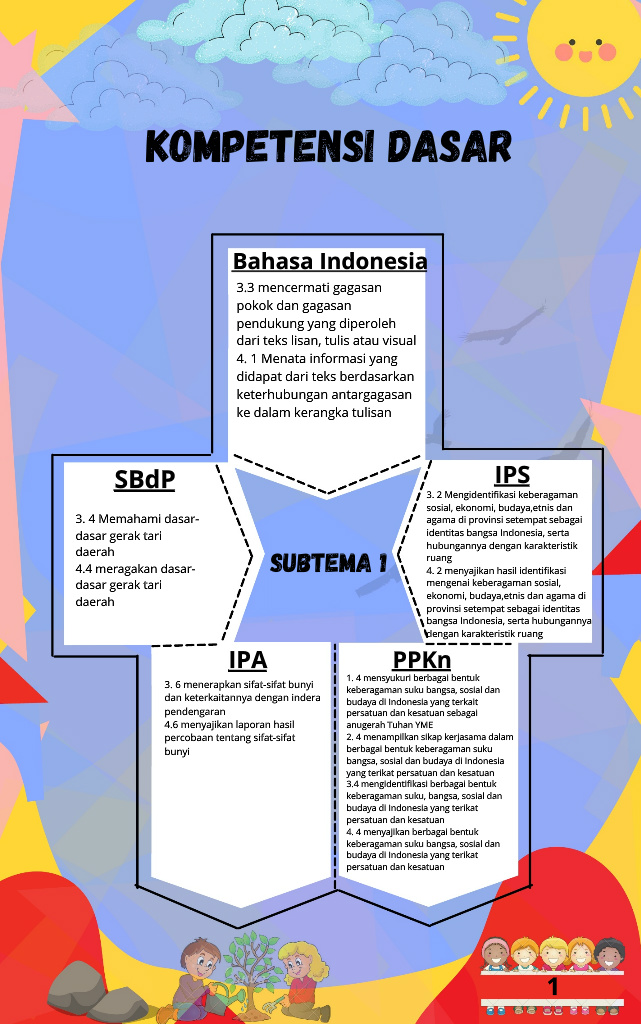 KOMPETENSI DASAR
Bahasa Indonesia
3.3 mencermati gagasan
pokok dan gagasan
pendukung yang diperoleh
dari teks lisan, tulis atau visual
4. 1 Menata informasi yang
didapat dari teks berdasarkan
keterhubungan antargagasan
ke dalam kerangka tulisan
SBdP
3. 4 Memahami dasar-
dasar gerak tari
daerah
4.4 meragakan dasar-
dasar gerak tari
daerah
SUBTEMA 1
IPS
3. 2 Mengidentifikasi keberagaman
sosial, ekonomi, budaya,etnis dan
agama di provinsi setempat sebagai
identitas bangsa Indonesia, serta
hubungannya dengan karakteristik
ruang
4. 2 menyajikan hasil identifikasi
mengenai keberagaman sosial,
ekonomi, budaya,etnis dan agama di
provinsi setempat sebagai identitas
bangsa Indonesia, serta hubungannya
dengan karakteristik ruang
IPA
3. 6 menerapkan sifat-sifat bunyi
dan keterkaitannya dengan indera
pendengaran
4.6 menyajikan laporan hasil
percobaan tentang sifat-sifat
bunyi
PPKn
1. 4 mensyukuri berbagai bentuk
keberagaman suku bangsa, sosial dan
budaya di Indonesia yang terkait
persatuan dan kesatuan sebagai
anugerah Tuhan YME
2. 4 menampilkan sikap kerjasama dalam
berbagai bentuk keberagaman suku
bangsa, sosial dan budaya di Indonesia
yang terikat persatuan dan kesatuan
3.4 mengidentifikasi berbagai bentuk
keberagaman suku, bangsa, sosial dan
budaya di Indonesia yang terikat
persatuan dan kesatuan
4. 4 menyajikan berbagai bentuk
keberagaman suku bangsa, sosial dan
budaya di Indonesia yang terikat
persatuan dan kesatuan
1